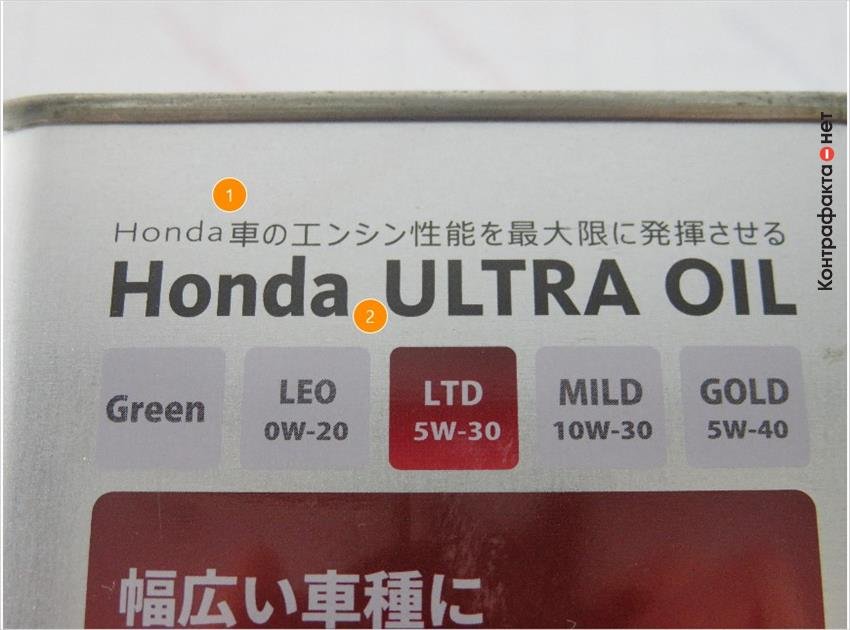 Honda車のエンシン性能を最大限に発揮させる
Honda ULTRA OIL
1
2
Green
LEO
0W-20
LTD
5W-30
MILD
10W-30
GOLD
5W-40
幅広い車種に
Контрафакта-нет